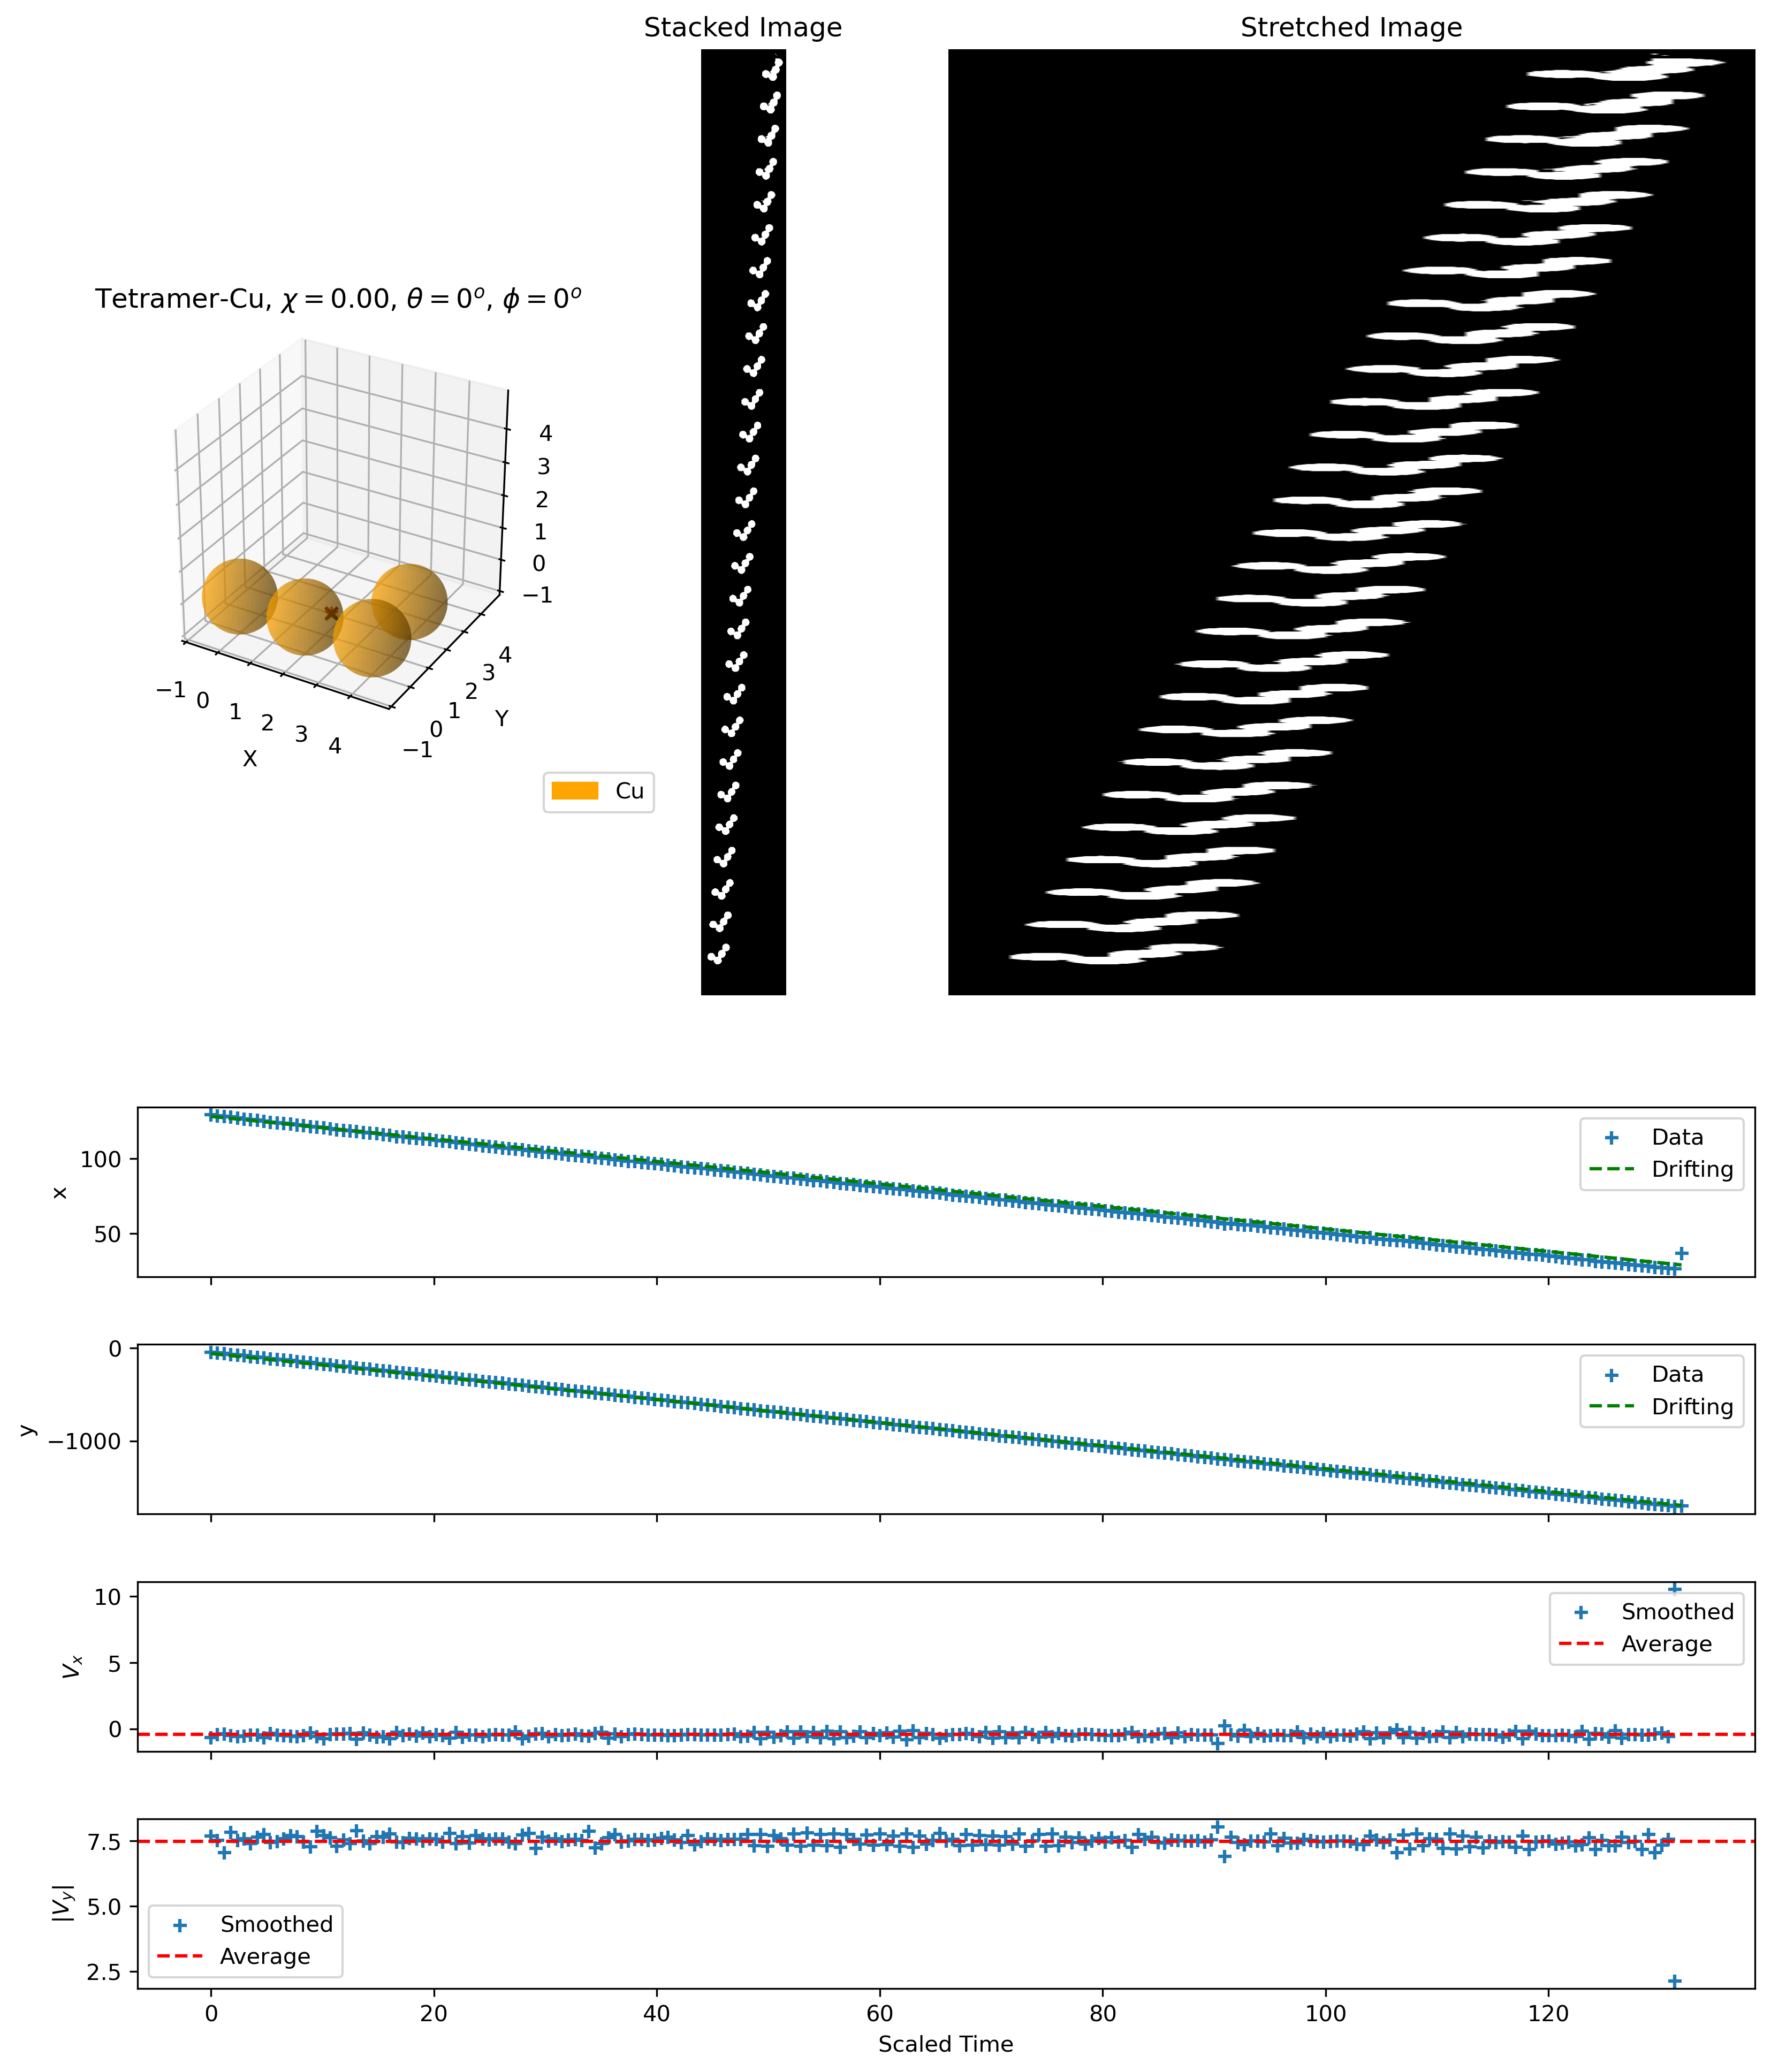 Stacked Image
Stretched Image
Tetramer-Cu, χ = 0.00, θ = 0°, ϕ = 0°
4
3
2
1
0
−1
−1
0
1
2
3
4
X
−1
0
1
2
3
4
Y
Cu
100
50
x
Data
Drifting
0
−1000
y
Data
Drifting
10
5
0
Vₓ
Smoothed
Average
7.5
5.0
2.5
|V_y|
Smoothed
Average
0 20 40 60 80 100 120
Scaled Time